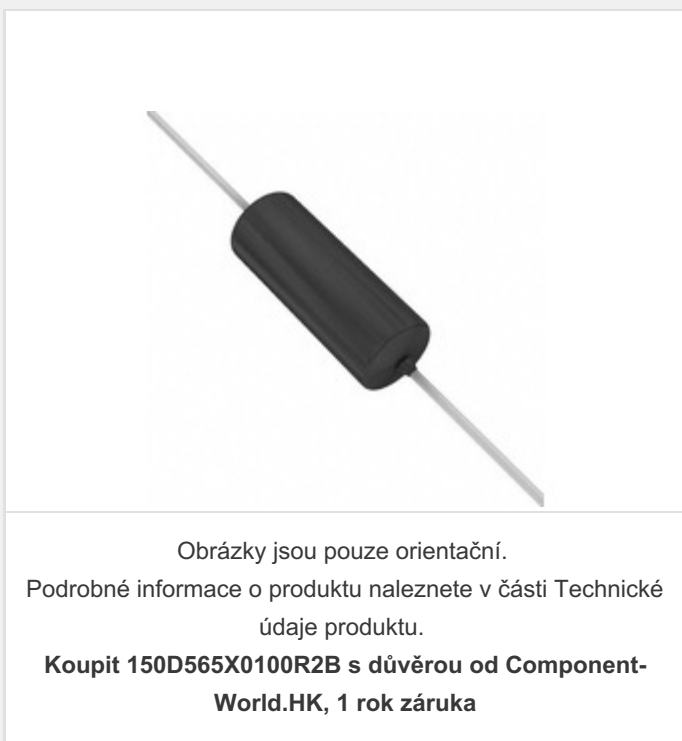 Obrázky jsou pouze orientační.
Podrobné informace o produktu naleznete v části Technické
údaje produktu.
Koupit 150D565X0100R2B s důvěrou od Component-
World.HK, 1 rok záruka